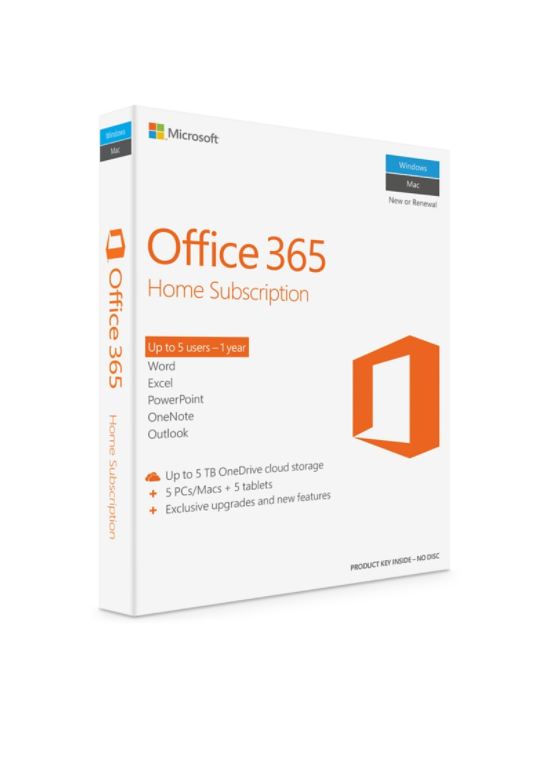 Windows
Mac
Office 365
Home Subscription
Microsoft
Windows
Mac
New or Renewal
Office 365
Home Subscription
Up to 5 users – 1 year
Word
Excel
PowerPoint
OneNote
Outlook
Up to 5 TB OneDrive cloud storage
+ 5 PCs/Macs + 5 tablets
+ Exclusive upgrades and new features
PRODUCT KEY INSIDE – NO DISC